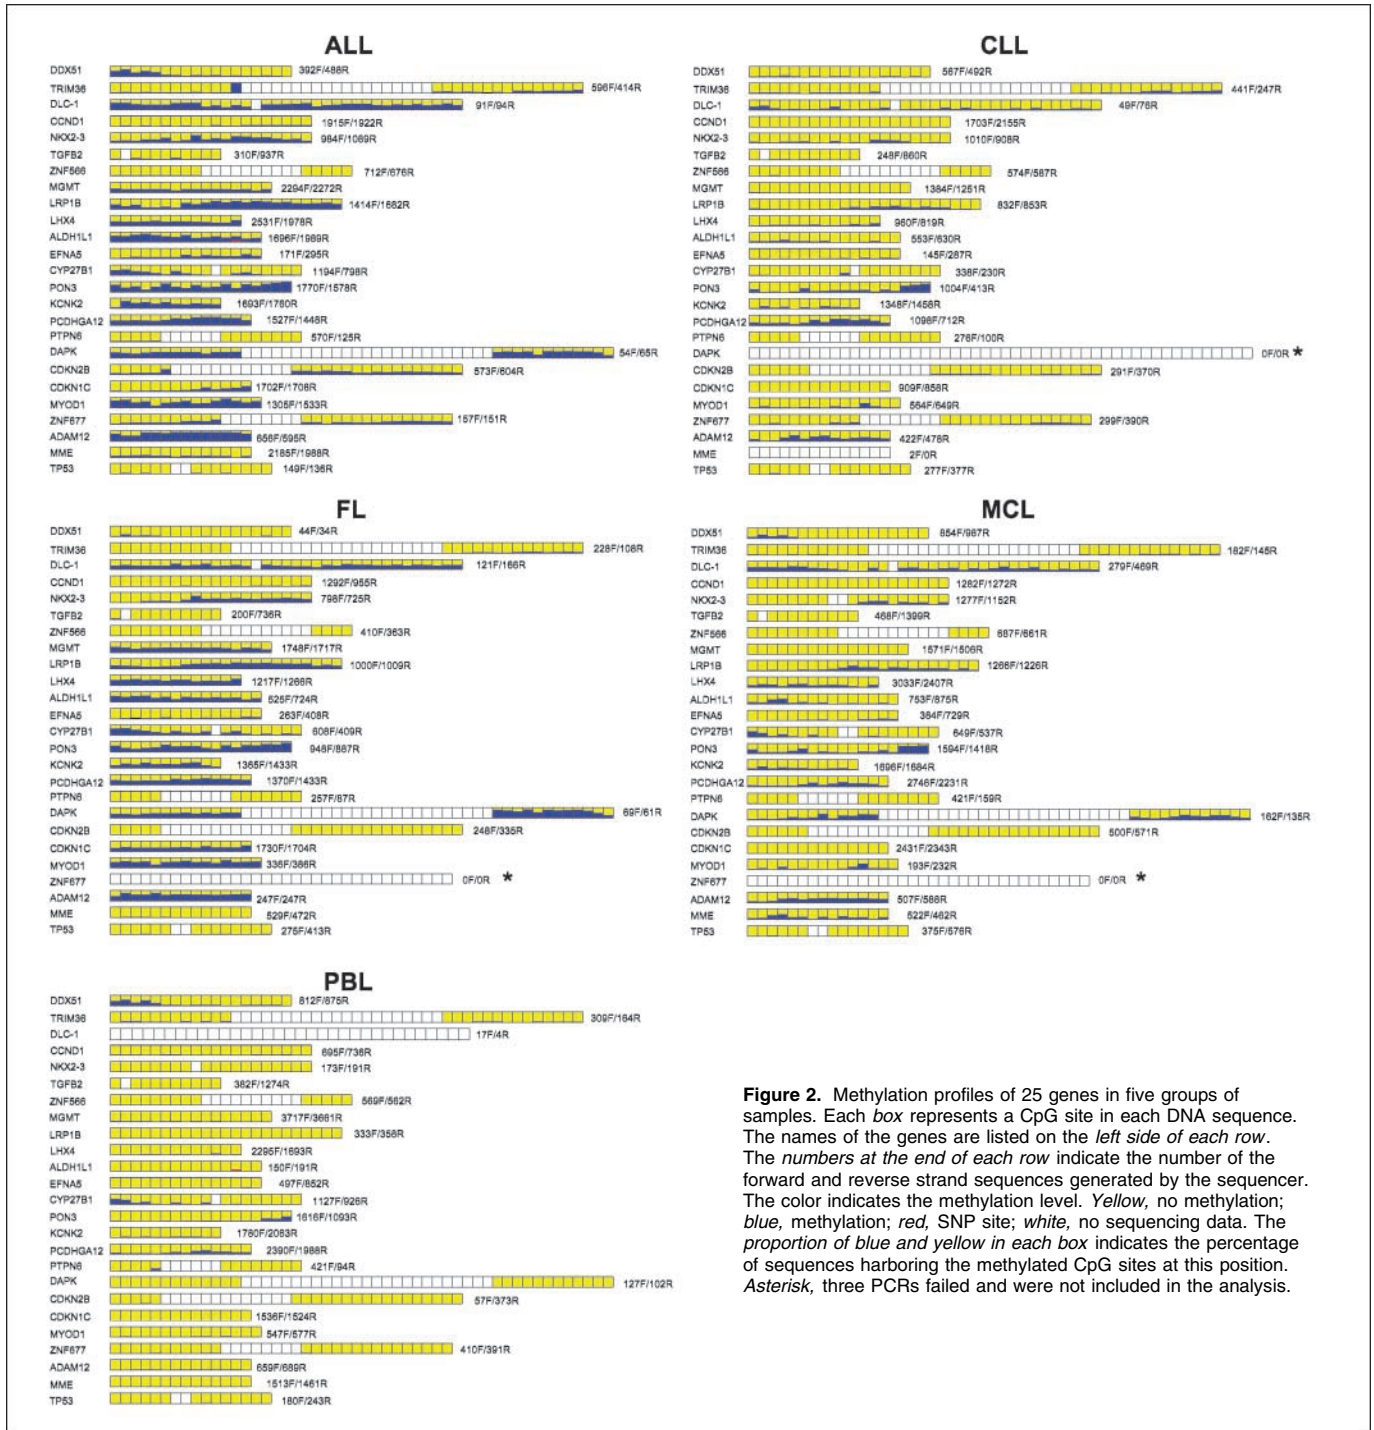 ALL
DDX51 392F/488R
TRIM36 596F/414R
DLC-1 91F/94R
CCND1 1915F/1922R
NKX2-3 984F/1069R
TGFB2 310F/937R
ZNF566 712F/676R
MGMT 2294F/2272R
LRP1B 1414F/1682R
LHX4 2531F/1978R
ALDH1L1 1696F/1989R
EFNA5 171F/295R
CYP27B1 1194F/798R
PON3 1770F/1578R
KCNK2 1693F/1760R
PCDHGA12 1527F/1448R
PTPN6 570F/125R
DAPK 54F/65R
CDKN2B 573F/604R
CDKN1C 1702F/1706R
MYOD1 1305F/1533R
ZNF677 157F/151R
ADAM12 656F/595R
MME 2185F/1988R
TP53 149F/136R
CLL
DDX51 567F/492R
TRIM36 441F/247R
DLC-1 49F/76R
CCND1 1703F/2155R
NKX2-3 1010F/908R
TGFB2 248F/860R
ZNF566 574F/587R
MGMT 1384F/1251R
LRP1B 832F/853R
LHX4 960F/819R
ALDH1L1 553F/630R
EFNA5 145F/287R
CYP27B1 338F/230R
PON3 1004F/413R
KCNK2 1348F/1458R
PCDHGA12 1096F/712R
PTPN6 276F/100R
DAPK 0F/0R *
CDKN2B 291F/370R
CDKN1C 909F/858R
MYOD1 564F/649R
ZNF677 299F/390R
ADAM12 422F/476R
MME 2F/0R
TP53 277F/377R
FL
DDX51 44F/34R
TRIM36 228F/108R
DLC-1 121F/166R
CCND1 1292F/955R
NKX2-3 798F/725R
TGFB2 200F/736R
ZNF566 410F/363R
MGMT 1748F/1717R
LRP1B 1000F/1009R
LHX4 1217F/1266R
ALDH1L1 525F/724R
EFNA5 263F/408R
CYP27B1 608F/409R
PON3 948F/887R
KCNK2 1365F/1433R
PCDHGA12 1370F/1433R
PTPN6 257F/87R
DAPK 69F/61R
CDKN2B 248F/335R
CDKN1C 1730F/1704R
MYOD1 336F/386R
ZNF677 0F/0R *
ADAM12 247F/247R
MME 529F/472R
TP53 275F/413R
MCL
DDX51 854F/987R
TRIM36 182F/145R
DLC-1 279F/469R
CCND1 1282F/1272R
NKX2-3 1277F/1152R
TGFB2 468F/1399R
ZNF566 687F/661R
MGMT 1571F/1506R
LRP1B 1266F/1226R
LHX4 3033F/2407R
ALDH1L1 753F/875R
EFNA5 384F/729R
CYP27B1 649F/537R
PON3 1594F/1418R
KCNK2 1696F/1684R
PCDHGA12 2746F/2231R
PTPN6 421F/159R
DAPK 162F/135R
CDKN2B 500F/571R
CDKN1C 2431F/2343R
MYOD1 193F/232R
ZNF677 0F/0R *
ADAM12 507F/586R
MME 522F/462R
TP53 375F/576R
PBL
DDX51 812F/875R
TRIM36 309F/164R
DLC-1 17F/4R
CCND1 695F/736R
NKX2-3 173F/191R
TGFB2 382F/1274R
ZNF566 569F/562R
MGMT 3717F/3661R
LRP1B 333F/358R
LHX4 2295F/1693R
ALDH1L1 150F/191R
EFNA5 497F/852R
CYP27B1 1127F/926R
PON3 1616F/1093R
KCNK2 1760F/2083R
PCDHGA12 2390F/1988R
PTPN6 421F/94R
DAPK 127F/102R
CDKN2B 57F/373R
CDKN1C 1536F/1524R
MYOD1 547F/577R
ZNF677 410F/391R
ADAM12 659F/689R
MME 1513F/1461R
TP53 180F/243R
Figure 2. Methylation profiles of 25 genes in five groups of
samples. Each box represents a CpG site in each DNA sequence.
The names of the genes are listed on the left side of each row.
The numbers at the end of each row indicate the number of the
forward and reverse strand sequences generated by the sequencer.
The color indicates the methylation level. Yellow, no methylation;
blue, methylation; red, SNP site; white, no sequencing data. The
proportion of blue and yellow in each box indicates the percentage
of sequences harboring the methylated CpG sites at this position.
Asterisk, three PCRs failed and were not included in the analysis.